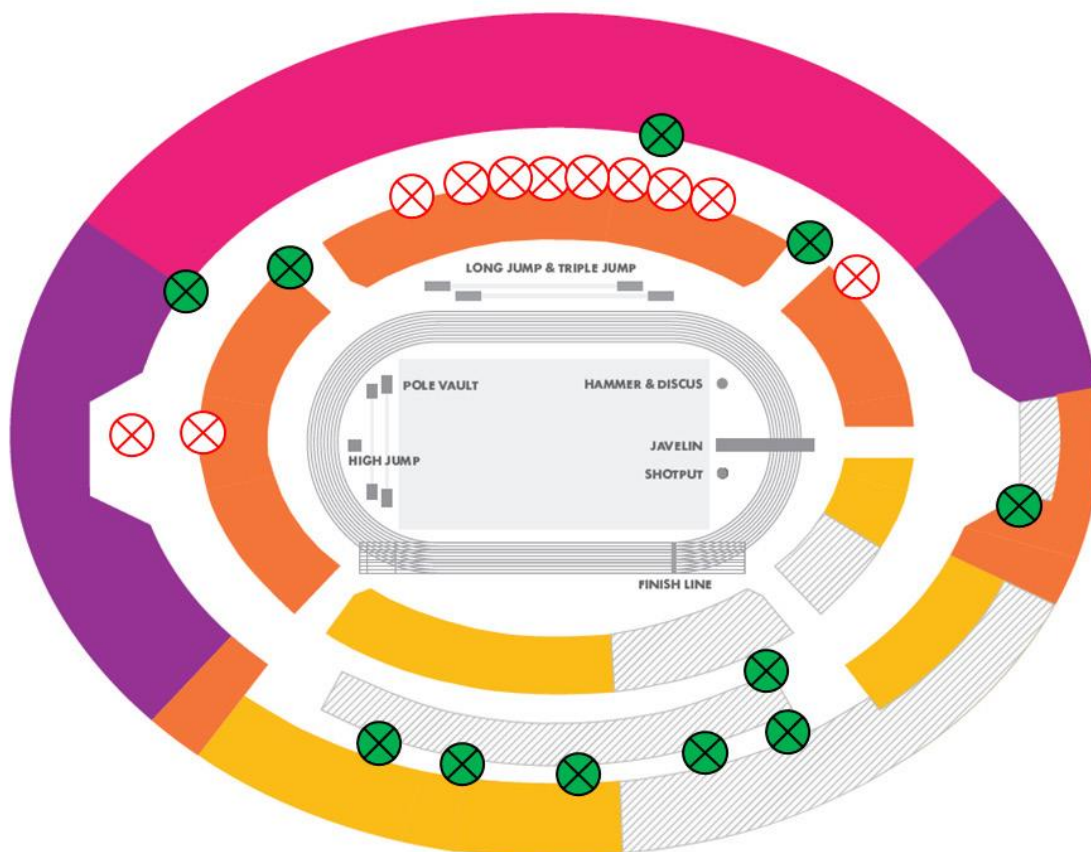 LONG JUMP & TRIPLE JUMP
POLE VAULT
HAMMER & DISCUS
JAVELIN
HIGH JUMP
SHOTPUT
FINISH LINE